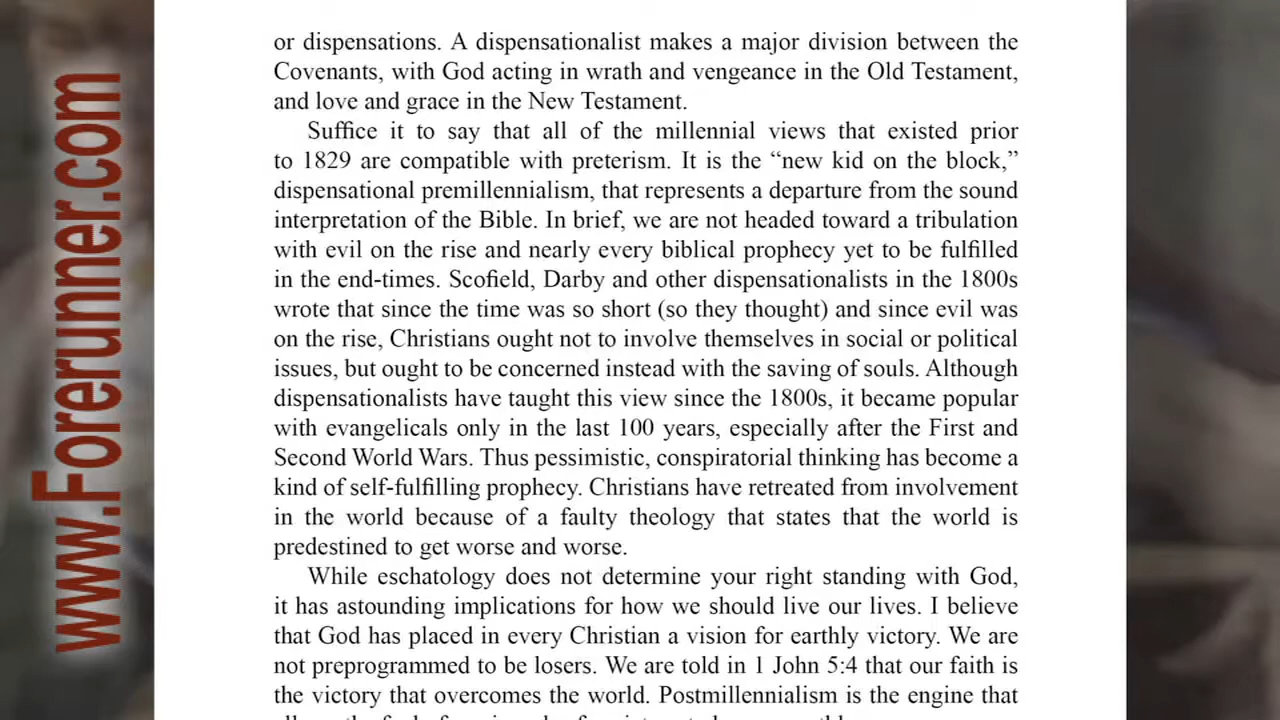 www.Forerunner.com
or dispensations. A dispensationalist makes a major division between the
Covenants, with God acting in wrath and vengeance in the Old Testament,
and love and grace in the New Testament.
Suffice it to say that all of the millennial views that existed prior
to 1829 are compatible with preterism. It is the “new kid on the block,”
dispensational premillennialism, that represents a departure from the sound
interpretation of the Bible. In brief, we are not headed toward a tribulation
with evil on the rise and nearly every biblical prophecy yet to be fulfilled
in the end-times. Scofield, Darby and other dispensationalists in the 1800s
wrote that since the time was so short (so they thought) and since evil was
on the rise, Christians ought not to involve themselves in social or political
issues, but ought to be concerned instead with the saving of souls. Although
dispensationalists have taught this view since the 1800s, it became popular
with evangelicals only in the last 100 years, especially after the First and
Second World Wars. Thus pessimistic, conspiratorial thinking has become a
kind of self-fulfilling prophecy. Christians have retreated from involvement
in the world because of a faulty theology that states that the world is
predestined to get worse and worse.
While eschatology does not determine your right standing with God,
it has astounding implications for how we should live our lives. I believe
that God has placed in every Christian a vision for earthly victory. We are
not preprogrammed to be losers. We are told in 1 John 5:4 that our faith is
the victory that overcomes the world. Postmillennialism is the engine that